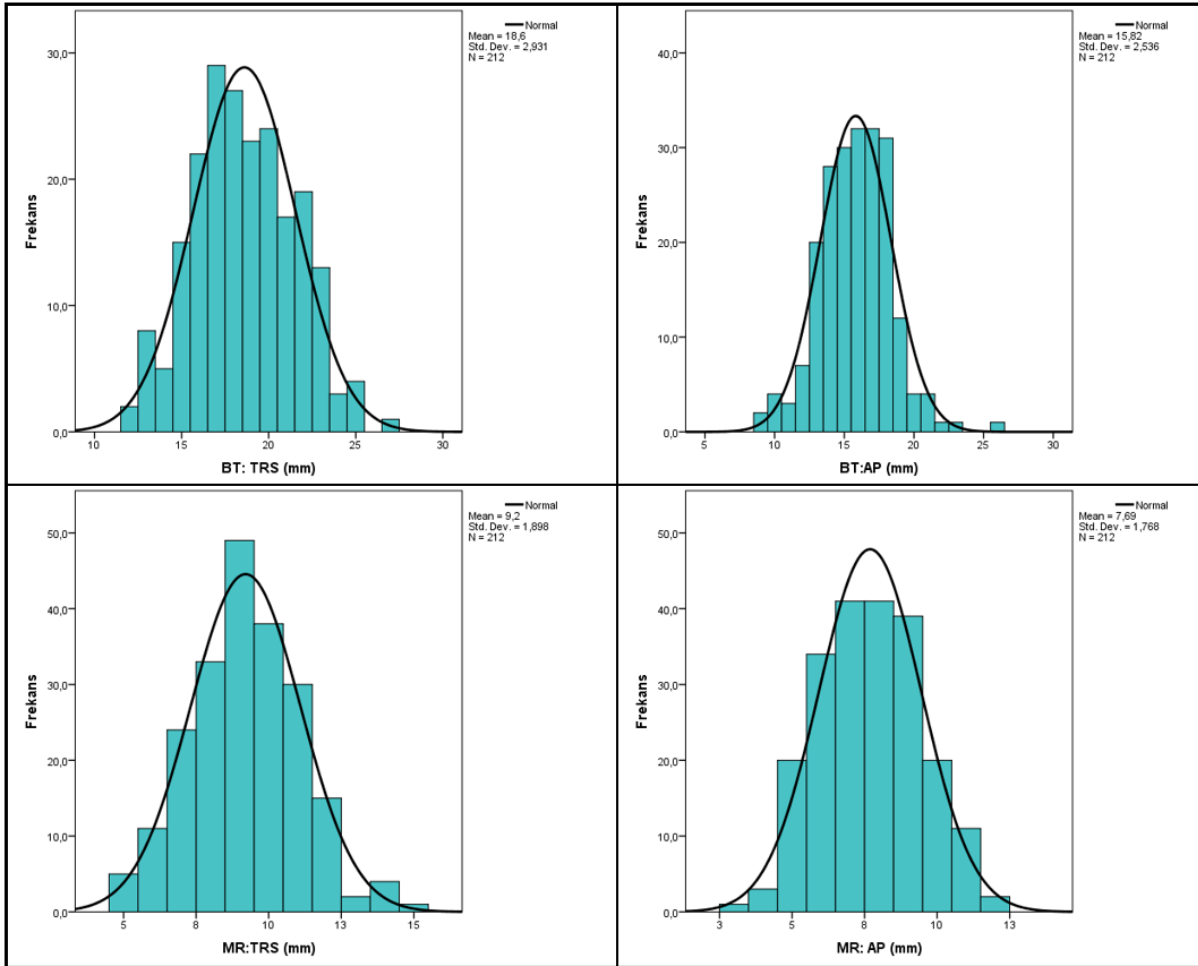 Normal
Mean = 18,6
Std. Dev. = 2,931
N = 212
30,0
20,0
10,0
0,0
Frekans
10 15 20 25 30
BT: TRS (mm)
Normal
Mean = 15,82
Std. Dev. = 2,536
N = 212
40,0
30,0
20,0
10,0
0,0
Frekans
5 10 15 20 25 30
BT:AP (mm)
Normal
Mean = 9,2
Std. Dev. = 1,898
N = 212
50,0
40,0
30,0
20,0
10,0
0,0
Frekans
5 8 10 13 15
MR:TRS (mm)
Normal
Mean = 7,69
Std. Dev. = 1,768
N = 212
50,0
40,0
30,0
20,0
10,0
0,0
Frekans
3 5 8 10 13
MR: AP (mm)